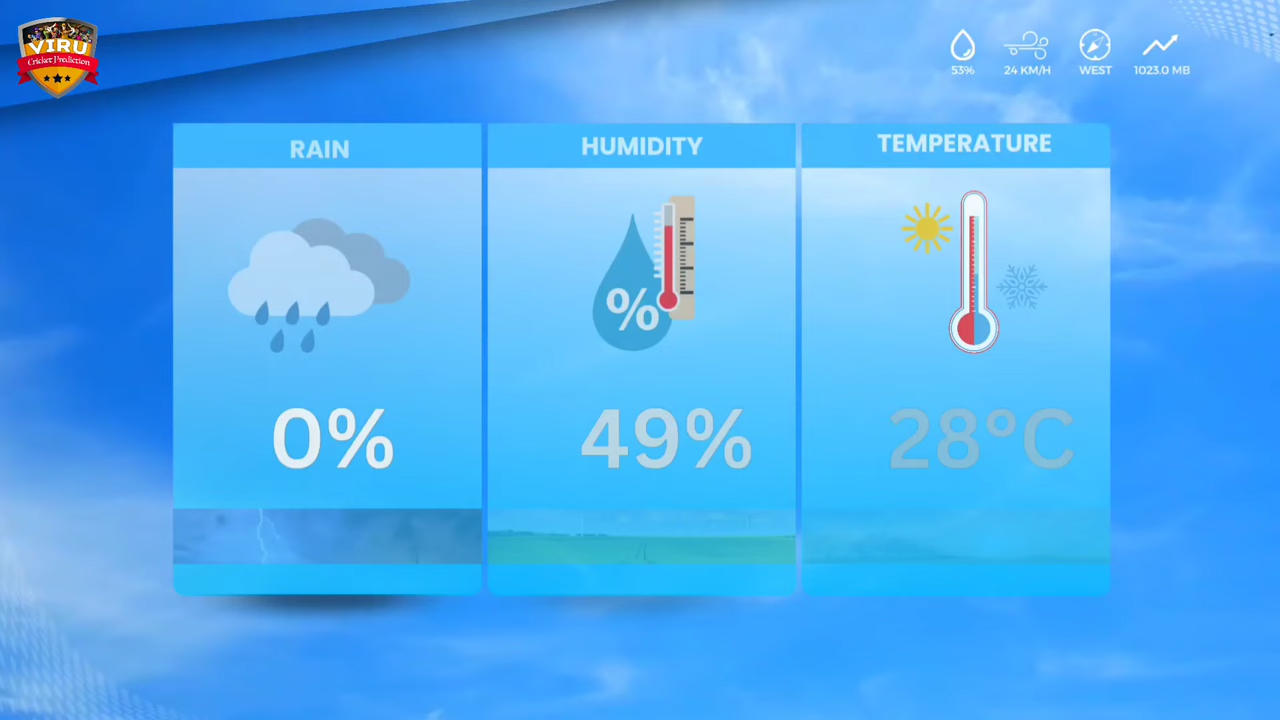 VIRU
Cricket Prediction
53%
24 KM/H
WEST
1023.0 MB
RAIN
HUMIDITY
TEMPERATURE
%
0%
49%
28°C